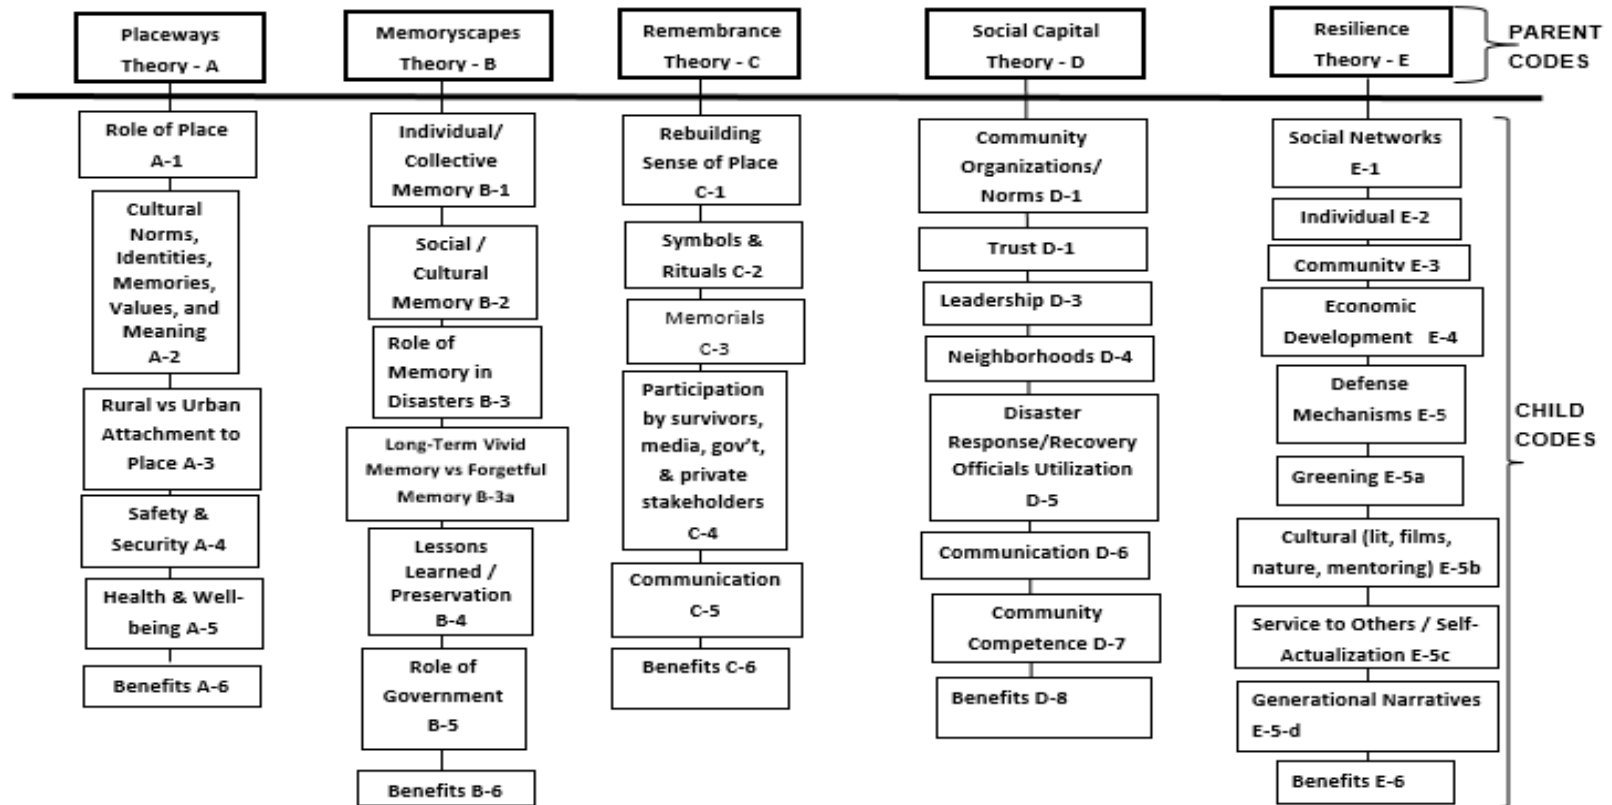 Placeways
Theory - A
Memoryscapes
Theory - B
Remembrance
Theory - C
Social Capital
Theory - D
Resilience
Theory - E
PARENT
CODES
Role of Place
A-1
Cultural
Norms,
Identities,
Memories,
Values, and
Meaning
A-2
Rural vs Urban
Attachment to
Place A-3
Safety &
Security A-4
Health & Well-
being A-5
Benefits A-6
Individual/
Collective
Memory B-1
Social /
Cultural
Memory B-2
Role of
Memory in
Disasters B-3
Long-Term Vivid
Memory vs Forgetful
Memory B-3a
Lessons
Learned /
Preservation
B-4
Role of
Government
B-5
Benefits B-6
Rebuilding
Sense of Place
C-1
Symbols &
Rituals C-2
Memorials
C-3
Participation
by survivors,
media, gov't,
& private
stakeholders
C-4
Communication
C-5
Benefits C-6
Community
Organizations/
Norms D-1
Trust D-1
Leadership D-3
Neighborhoods D-4
Disaster
Response/Recovery
Officials Utilization
D-5
Communication D-6
Community
Competence D-7
Benefits D-8
Social Networks
E-1
Individual E-2
Community E-3
Economic
Development E-4
Defense
Mechanisms E-5
Greening E-5a
Cultural (lit, films,
nature, mentoring) E-5b
Service to Others / Self-
Actualization E-5c
Generational Narratives
E-5-d
Benefits E-6
CHILD
CODES